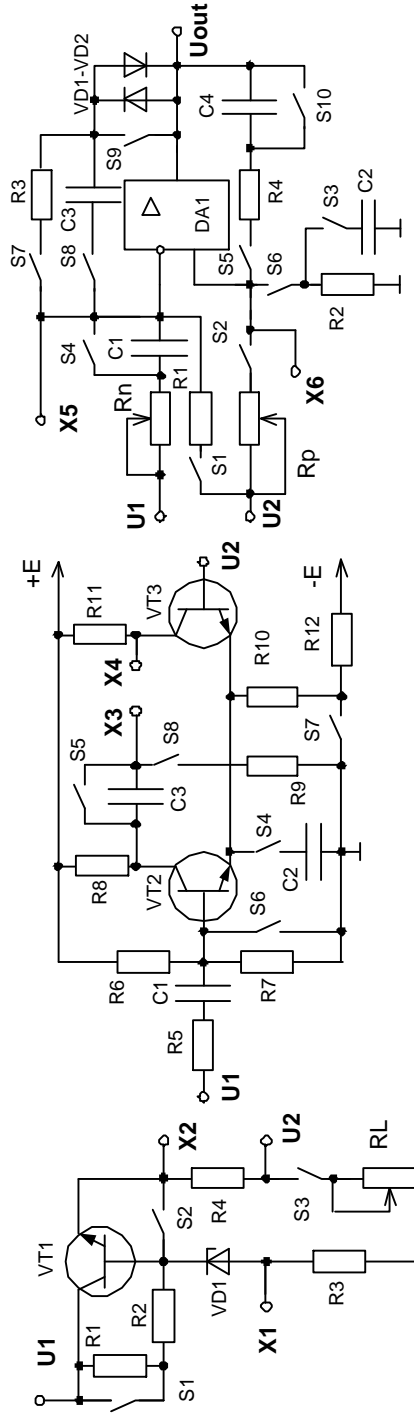 U1
VT1
R1
R2
S1
S2
X2
R4
VD1
U2
X1
S3
R3
RL
+E
R6
R8
S5
X3
X4
R11
VT3
U2
VT2
C3
S8
U1
R5
C1
R7
S6
S4
C2
R9
R10
S7
R12
-E
X5
S7
R3
VD1-VD2
S8
C3
S9
S4
Uout
U1
Rn
C1
DA1
R1
S1
U2
Rp
S2
S5
R4
C4
S10
X6
S6
S3
R2
C2